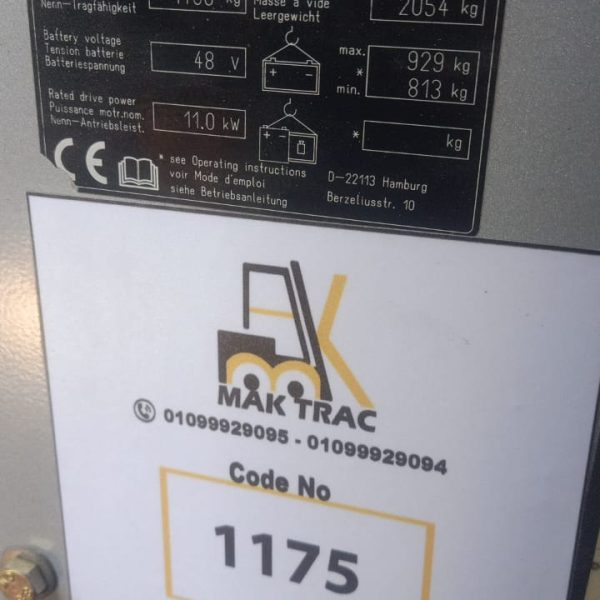 Nenn-Tragfähigkeit
kg
Masse à vide
Leergewicht
2054 kg
Battery voltage
Tension batterie
Batteriespannung
48 V
+ -
max.
*
min.
929 kg
813 kg
Rated drive power
Puissance motr.nom.
Nenn-Antriebsleist.
11.0 kW
+ -
*
kg
CE
* see Operating instructions
voir Mode d'emploi
siehe Betriebsanleitung
D-22113 Hamburg
Berzeliusstr. 10
MAK TRAC
01099929095 - 01099929094
Code No
1175